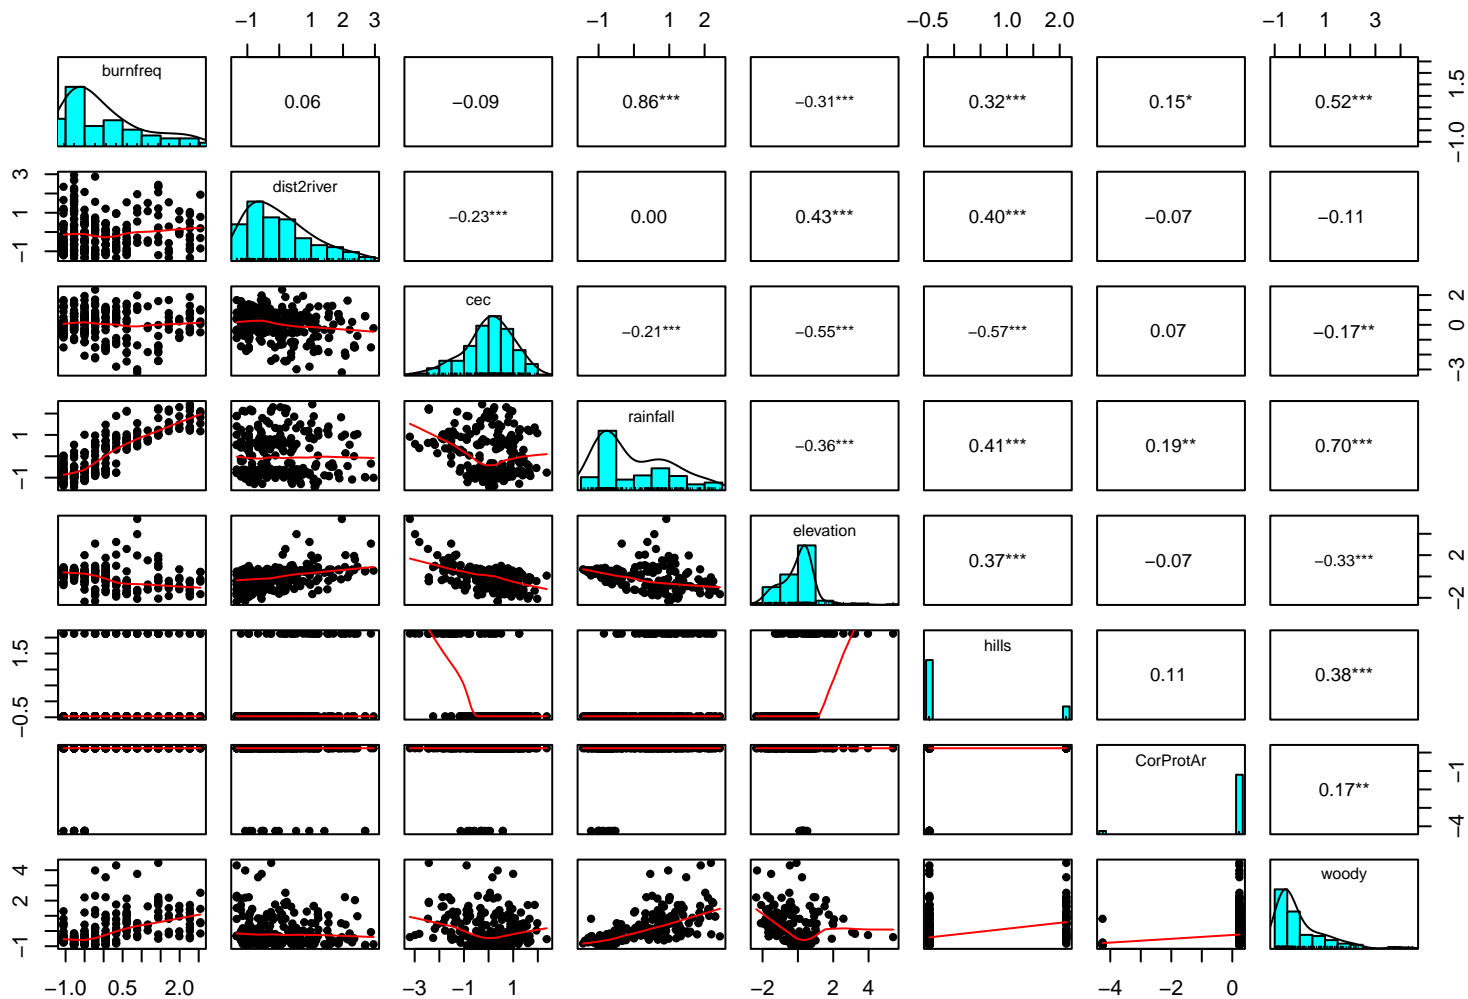 −1 1 2 3 −1 1 2 −0.5 1.0 2.0 −1 1 3
burnfreq 0.06 −0.09 0.86*** −0.31*** 0.32*** 0.15* 0.52*** −1.0 1.5
−1 1 3 dist2river −0.23*** 0.00 0.43*** 0.40*** −0.07 −0.11
cec −0.21*** −0.55*** −0.57*** 0.07 −0.17** −3 0 2
−1 1 rainfall −0.36*** 0.41*** 0.19** 0.70***
elevation 0.37*** −0.07 −0.33*** −2 2
−0.5 1.5 hills 0.11 0.38***
CorProtAr 0.17** −4 −1
−1 2 4 woody
−1.0 0.5 2.0 −3 −1 1 −2 2 4 −4 −2 0